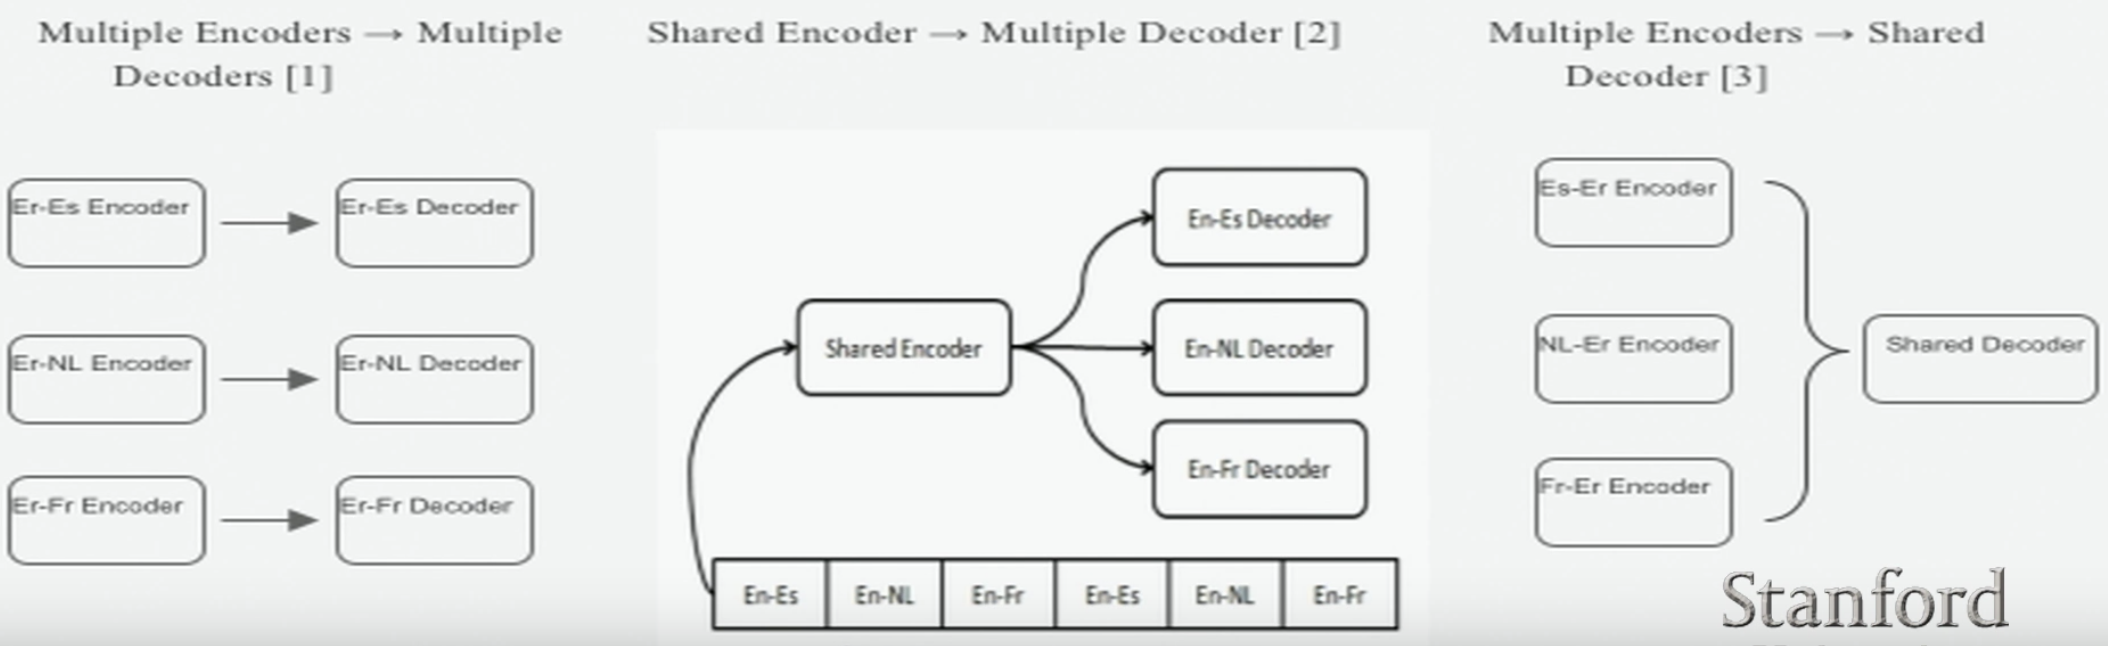 Multiple Encoders → Multiple
Decoders [1]
Er-Es Encoder
Er-Es Decoder
Er-NL Encoder
Er-NL Decoder
Er-Fr Encoder
Er-Fr Decoder
Shared Encoder → Multiple Decoder [2]
En-Es Decoder
Shared Encoder
En-NL Decoder
En-Fr Decoder
En-Es En-NL En-Fr En-Es En-NL En-Fr
Multiple Encoders → Shared
Decoder [3]
Es-Er Encoder
NL-Er Encoder
Shared Decoder
Fr-Er Encoder
Stanford